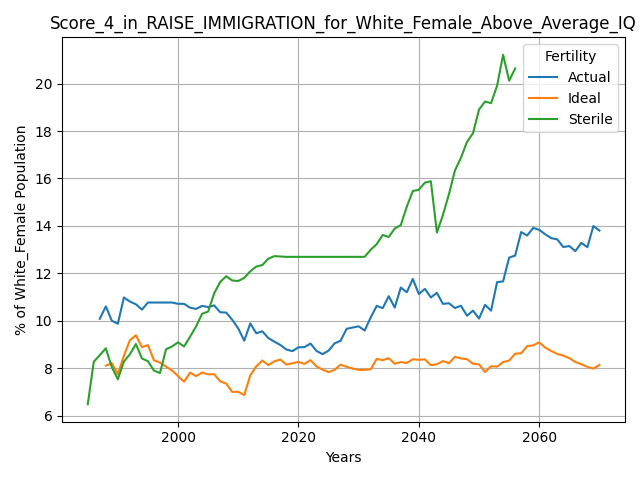 Score_4_in_RAISE_IMMIGRATION_for_White_Female_Above_Average_IQ
Fertility
Actual
Ideal
Sterile
% of White_Female Population
20
18
16
14
12
10
8
6
2000
2020
2040
2060
Years